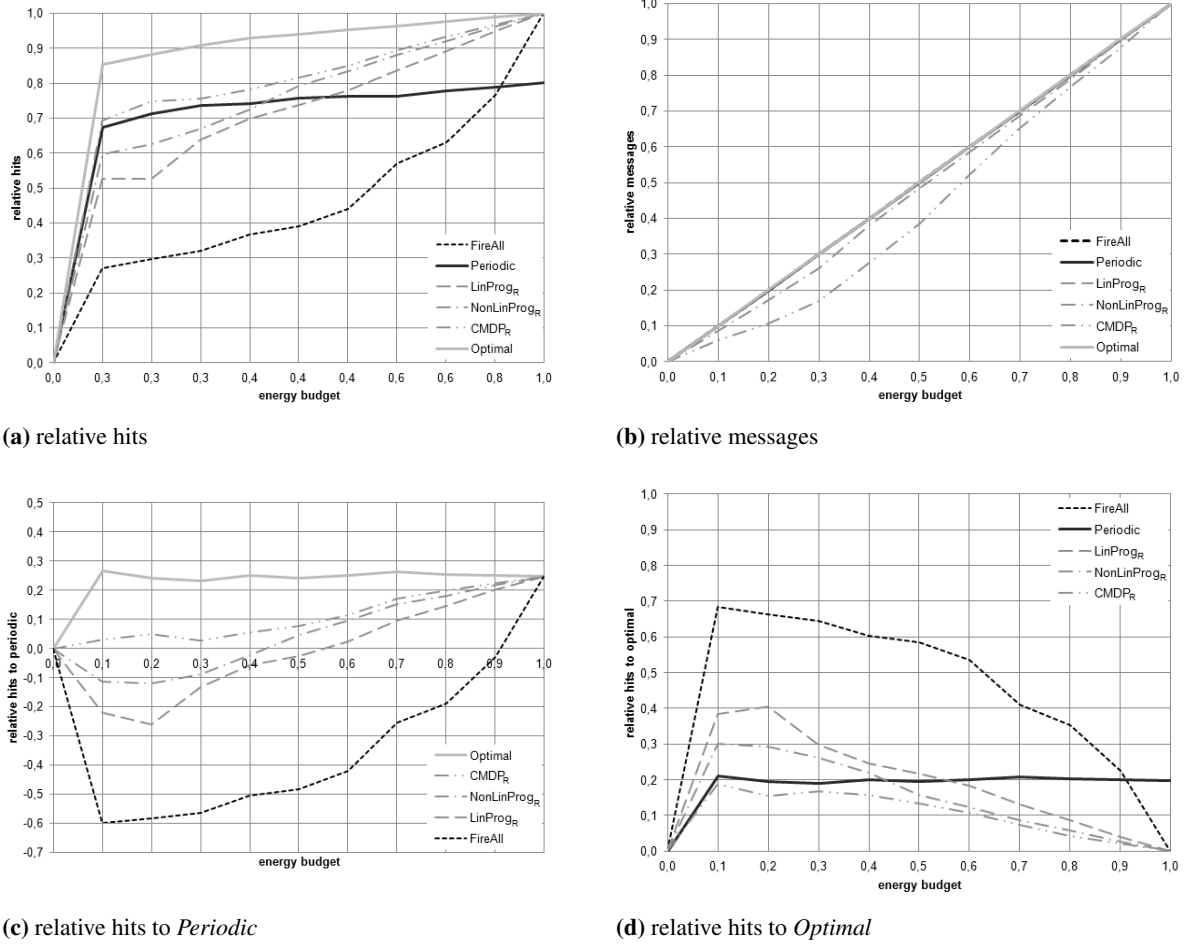 1,0
0,9
0,8
0,7
0,6
0,5
0,4
0,3
0,2
0,1
0,0
relative hits
FireAll
Periodic
LinProgR
NonLinProgR
CMDPR
Optimal
0,0 0,3 0,3 0,3 0,4 0,4 0,4 0,6 0,6 0,8 1,0
energy budget
(a) relative hits
1,0
0,9
0,8
0,7
0,6
0,5
0,4
0,3
0,2
0,1
0,0
relative messages
FireAll
Periodic
LinProgR
NonLinProgR
CMDPR
Optimal
0,0 0,1 0,2 0,3 0,4 0,5 0,6 0,7 0,8 0,9 1,0
energy budget
(b) relative messages
0,5
0,4
0,3
0,2
0,1
0,0
-0,1
-0,2
-0,3
-0,4
-0,5
-0,6
-0,7
relative hits to periodic
0,0 0,1 0,2 0,3 0,4 0,5 0,6 0,7 0,8 0,9 1,0
Optimal
CMDPR
NonLinProgR
LinProgR
FireAll
energy budget
(c) relative hits to Periodic
1,0
0,9
0,8
0,7
0,6
0,5
0,4
0,3
0,2
0,1
0,0
relative hits to optimal
FireAll
Periodic
LinProgR
NonLinProgR
CMDPR
0,0 0,1 0,2 0,3 0,4 0,5 0,6 0,7 0,8 0,9 1,0
energy budget
(d) relative hits to Optimal